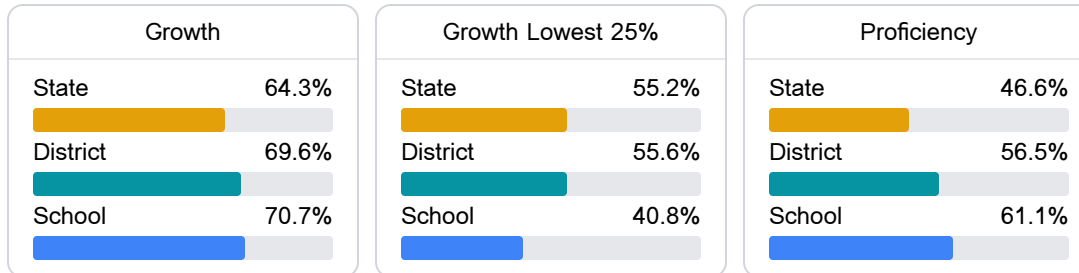 Growth
State 64.3%
District 69.6%
School 70.7%
Growth Lowest 25%
State 55.2%
District 55.6%
School 40.8%
Proficiency
State 46.6%
District 56.5%
School 61.1%